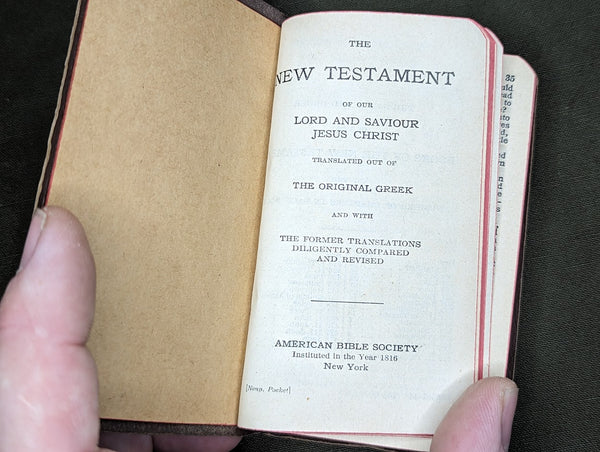 THE
NEW TESTAMENT
OF OUR
LORD AND SAVIOUR
JESUS CHRIST
TRANSLATED OUT OF
THE ORIGINAL GREEK
AND WITH
THE FORMER TRANSLATIONS
DILIGENTLY COMPARED
AND REVISED
AMERICAN BIBLE SOCIETY
Instituted in the Year 1816
New York
[Nonp. Pocket]
35